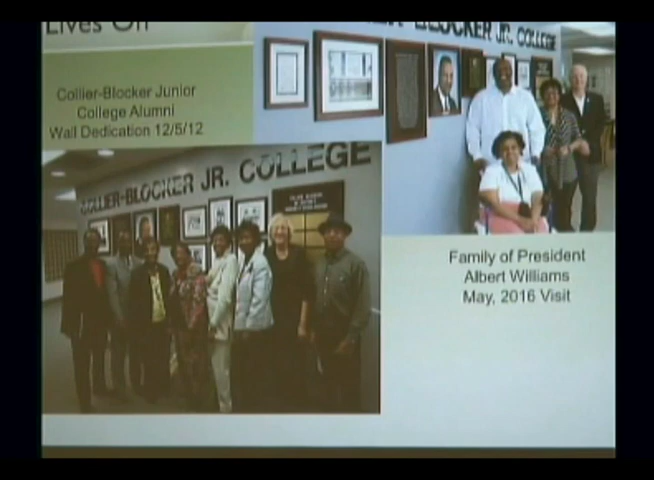 Lives On
Collier-Blocker Junior
College Alumni
Wall Dedication 12/5/12
COLLIER-BLOCKER JR. COLLEGE
COLLIER-BLOCKER JR. COLLEGE
Family of President
Albert Williams
May, 2016 Visit